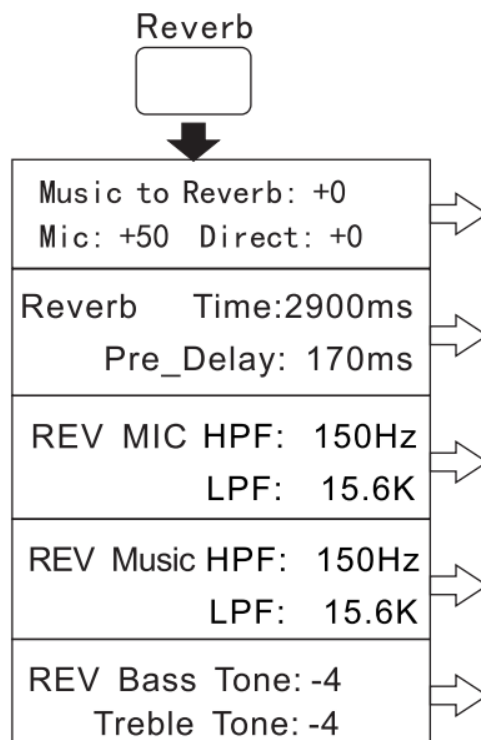 Reverb
Music to Reverb: +0
Mic: +50 Direct: +0
Reverb Time:2900ms
Pre_Delay: 170ms
REV MIC HPF: 150Hz
LPF: 15.6K
REV Music HPF: 150Hz
LPF: 15.6K
REV Bass Tone: -4
Treble Tone: -4